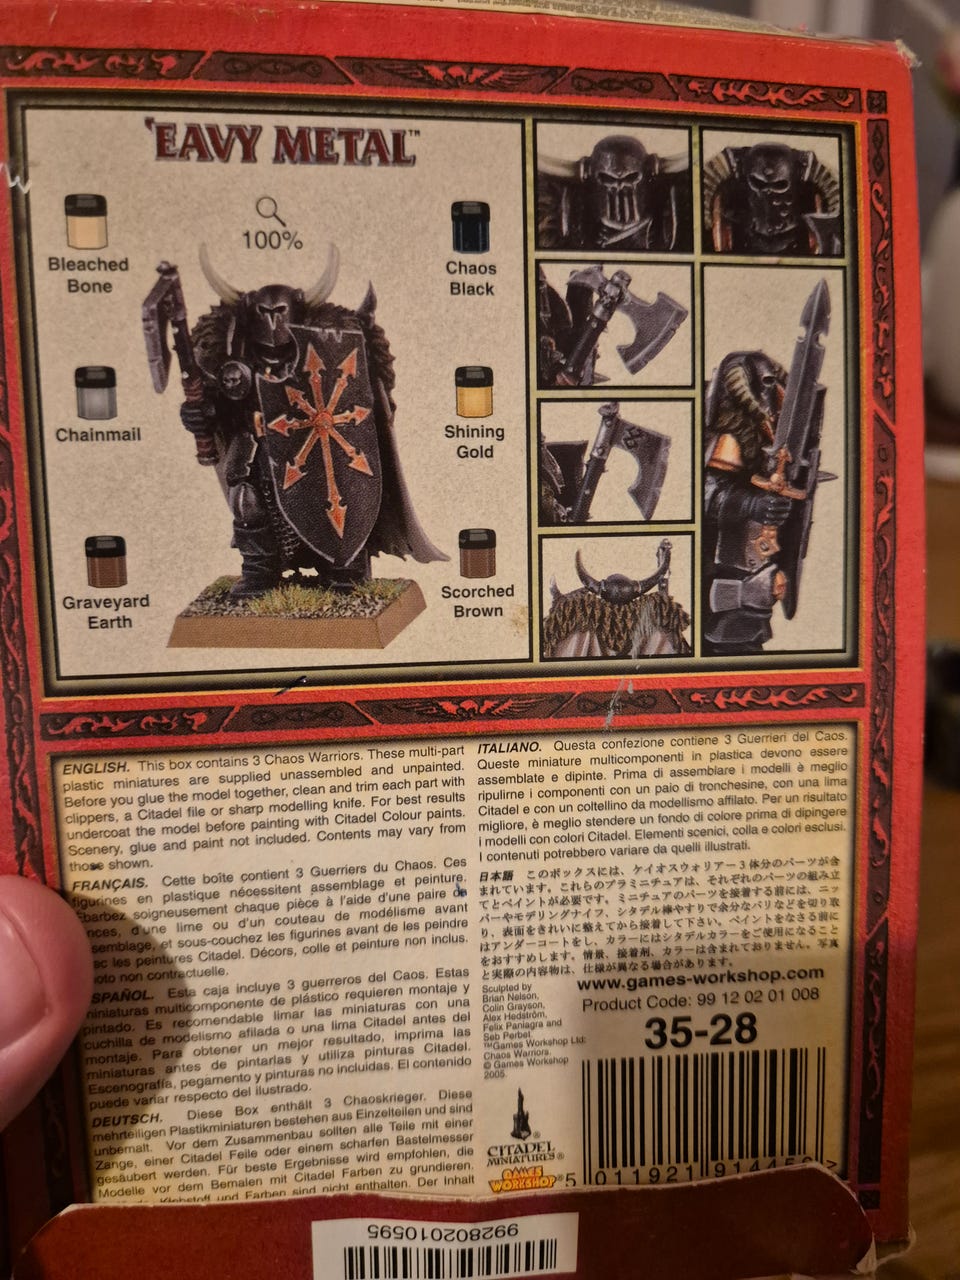 'EAVY METAL™
Bleached
Bone
100%
Chaos
Black
Chainmail
Shining
Gold
Graveyard
Earth
Scorched
Brown
ENGLISH. This box contains 3 Chaos Warriors. These multi-part
plastic miniatures are supplied unassembled and unpainted.
Before you glue the model together, clean and trim each part with
clippers, a Citadel file or sharp modelling knife. For best results
undercoat the model before painting with Citadel Colour paints.
Scenery, glue and paint not included. Contents may vary from
those shown.
FRANÇAIS. Cette boîte contient 3 Guerriers du Chaos. Ces
figurines en plastique nécessitent assemblage et peinture.
Ébarbez soigneusement chaque pièce à l'aide d'une paire de
nces, d'une lime ou d'un couteau de modélisme avant
semblage, et sous-couchez les figurines avant de les peindre
ec les peintures Citadel. Décors, colle et peinture non inclus.
oto non contractuelle.
ESPAÑOL. Esta caja incluye 3 guerreros del Caos. Estas
miniaturas multicomponente de plástico requieren montaje y
pintado. Es recomendable limar las miniaturas con una
cuchilla de modelismo afilada o una lima Citadel antes del
montaje. Para obtener un mejor resultado, imprima las
miniaturas antes de pintarlas y utiliza pinturas Citadel.
Escenografía, pegamento y pinturas no incluidas. El contenido
puede variar respecto del ilustrado.
DEUTSCH. Diese Box enthält 3 Chaoskrieger. Diese
mehrteiligen Plastikminiaturen bestehen aus Einzelteilen und sind
unbemalt. Vor dem Zusammenbau sollten alle Teile mit einer
Zange, einer Citadel Feile oder einem scharfen Bastelmesser
gesäubert werden. Für beste Ergebnisse wird empfohlen, die
Modelle vor dem Bemalen mit Citadel Farben zu grundieren.
Klebstoff und Farben sind nicht enthalten. Der Inhalt
ITALIANO. Questa confezione contiene 3 Guerrieri del Caos.
Queste miniature multicomponenti in plastica devono essere
assemblate e dipinte. Prima di assemblare i modelli è meglio
ripulirne i componenti con un paio di tronchesine, con una lima
Citadel e con un coltellino da modellismo affilato. Per un risultato
migliore, è meglio stendere un fondo di colore prima di dipingere
i modelli con colori Citadel. Elementi scenici, colla e colori esclusi.
I contenuti potrebbero variare da quelli illustrati.
日本語 このボックスには、ケイオスウォリアー3体分のパーツが含
まれています。これらのプラミニチュアは、それぞれのパーツの組み立
てとペイントが必要です。ミニチュアのパーツを接着する前には、ニッ
パーやモデリングナイフ、シタデル棒やすりで余分なバリなどを切り取
り、表面をきれいに整えてから接着して下さい。ペイントをなさる前に
はアンダーコートをし、カラーにはシタデルカラーをご使用になること
をおすすめします。情景、接着剤、カラーは含まれておりません。写真
と実際の内容物は、仕様が異なる場合があります。
Sculpted by
Brian Nelson,
Colin Grayson,
Alex Hedström,
Felix Paniagra and
Seb Perbet.
™Games Workshop Ltd:
Chaos Warriors.
© Games Workshop
2005.
www.games-workshop.com
Product Code: 99 12 02 01 008
35-28
CITADEL
MINIATURES®
GAMES
WORKSHOP®
5 011921 914456 >
992802010595